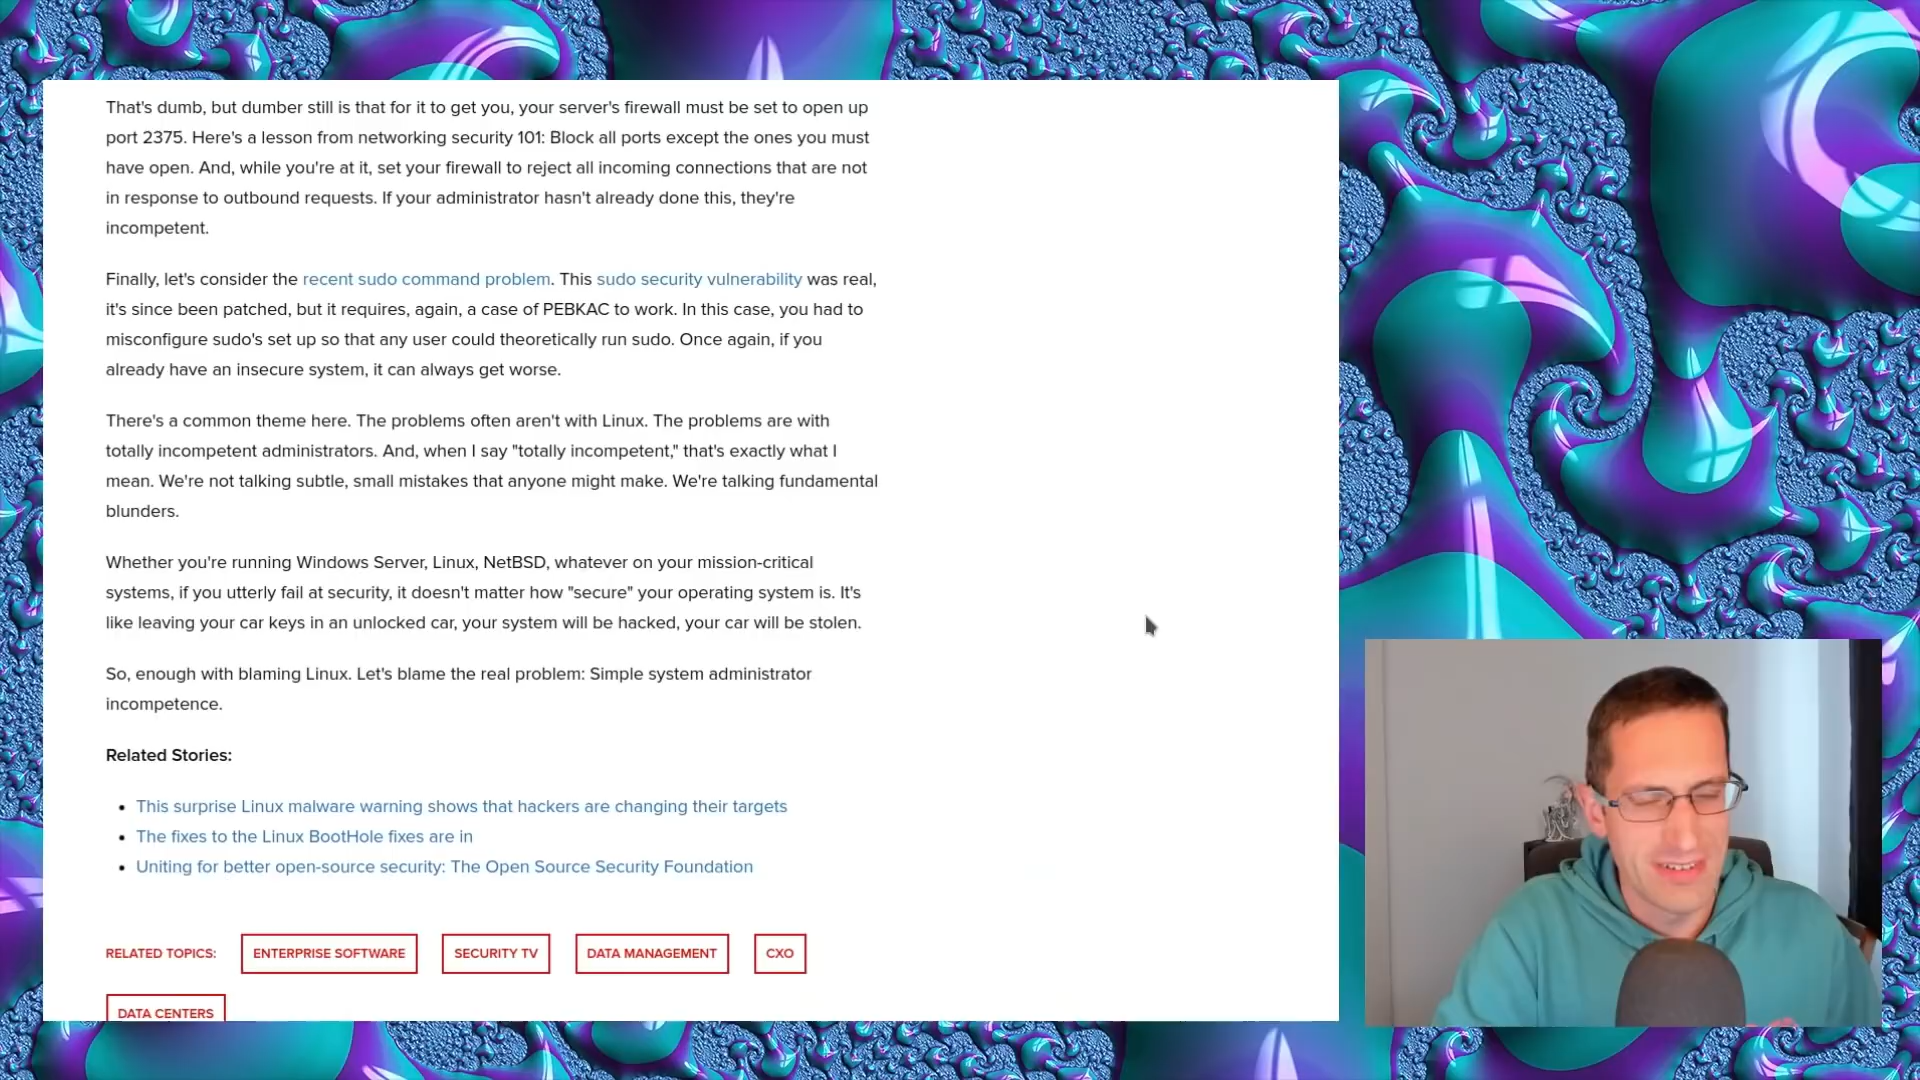 That's dumb, but dumber still is that for it to get you, your server's firewall must be set to open up
port 2375. Here's a lesson from networking security 101: Block all ports except the ones you must
have open. And, while you're at it, set your firewall to reject all incoming connections that are not
in response to outbound requests. If your administrator hasn't already done this, they're
incompetent.
Finally, let's consider the recent sudo command problem. This sudo security vulnerability was real,
it's since been patched, but it requires, again, a case of PEBKAC to work. In this case, you had to
misconfigure sudo's set up so that any user could theoretically run sudo. Once again, if you
already have an insecure system, it can always get worse.
There's a common theme here. The problems often aren't with Linux. The problems are with
totally incompetent administrators. And, when I say "totally incompetent," that's exactly what I
mean. We're not talking subtle, small mistakes that anyone might make. We're talking fundamental
blunders.
Whether you're running Windows Server, Linux, NetBSD, whatever on your mission-critical
systems, if you utterly fail at security, it doesn't matter how "secure" your operating system is. It's
like leaving your car keys in an unlocked car, your system will be hacked, your car will be stolen.
So, enough with blaming Linux. Let's blame the real problem: Simple system administrator
incompetence.
Related Stories:
• This surprise Linux malware warning shows that hackers are changing their targets
• The fixes to the Linux BootHole fixes are in
• Uniting for better open-source security: The Open Source Security Foundation
RELATED TOPICS: ENTERPRISE SOFTWARE SECURITY TV DATA MANAGEMENT CXO
DATA CENTERS